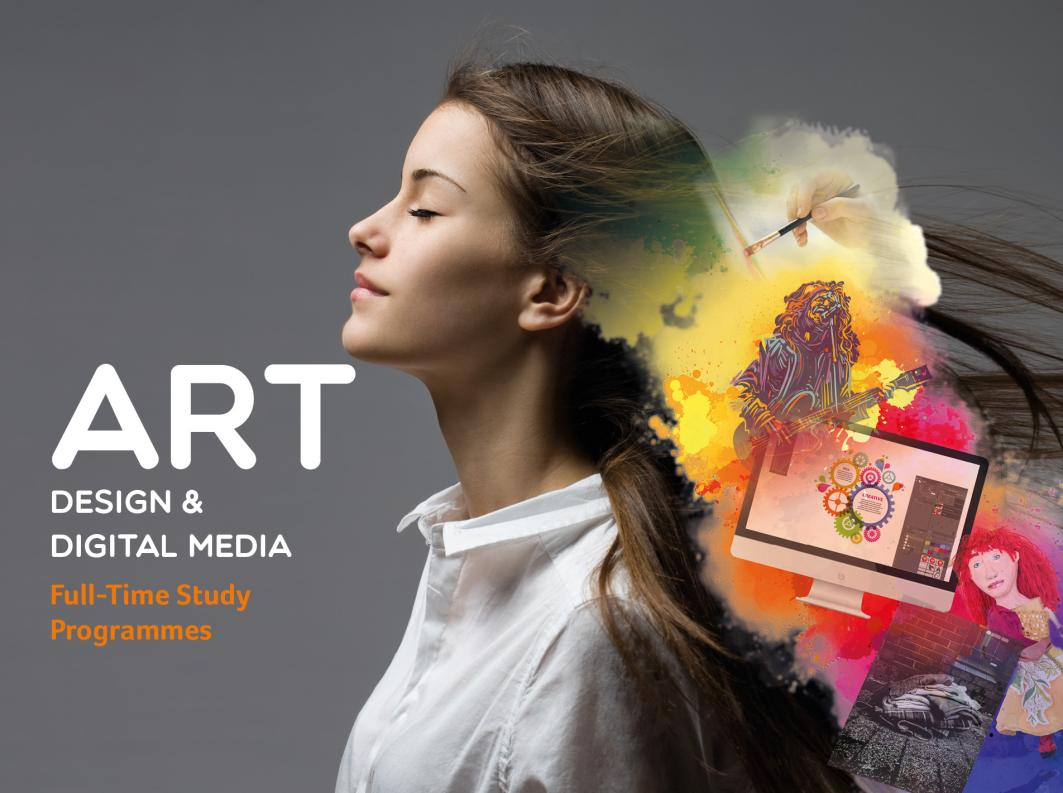 ART
DESIGN &
DIGITAL MEDIA
Full-Time Study
Programmes